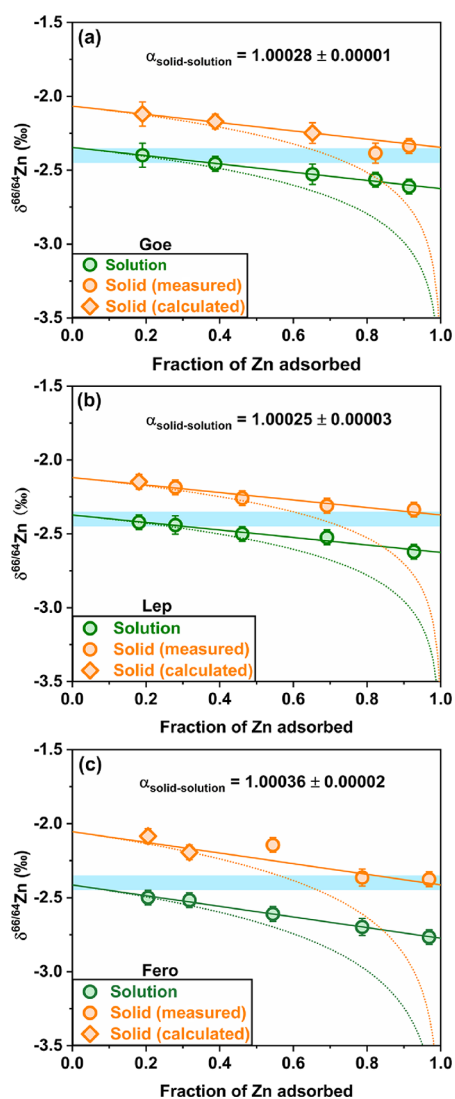 (a)
α solid-solution = 1.00028 ± 0.00001
-1.5
-2.0
-2.5
-3.0
-3.5
δ66/64Zn (‰)
Goe
Solution
Solid (measured)
Solid (calculated)
0.0 0.2 0.4 0.6 0.8 1.0
Fraction of Zn adsorbed
(b)
α solid-solution = 1.00025 ± 0.00003
-1.5
-2.0
-2.5
-3.0
-3.5
δ66/64Zn (‰)
Lep
Solution
Solid (measured)
Solid (calculated)
0.0 0.2 0.4 0.6 0.8 1.0
Fraction of Zn adsorbed
(c)
α solid-solution = 1.00036 ± 0.00002
-1.5
-2.0
-2.5
-3.0
-3.5
δ66/64Zn (‰)
Fero
Solution
Solid (measured)
Solid (calculated)
0.0 0.2 0.4 0.6 0.8 1.0
Fraction of Zn adsorbed